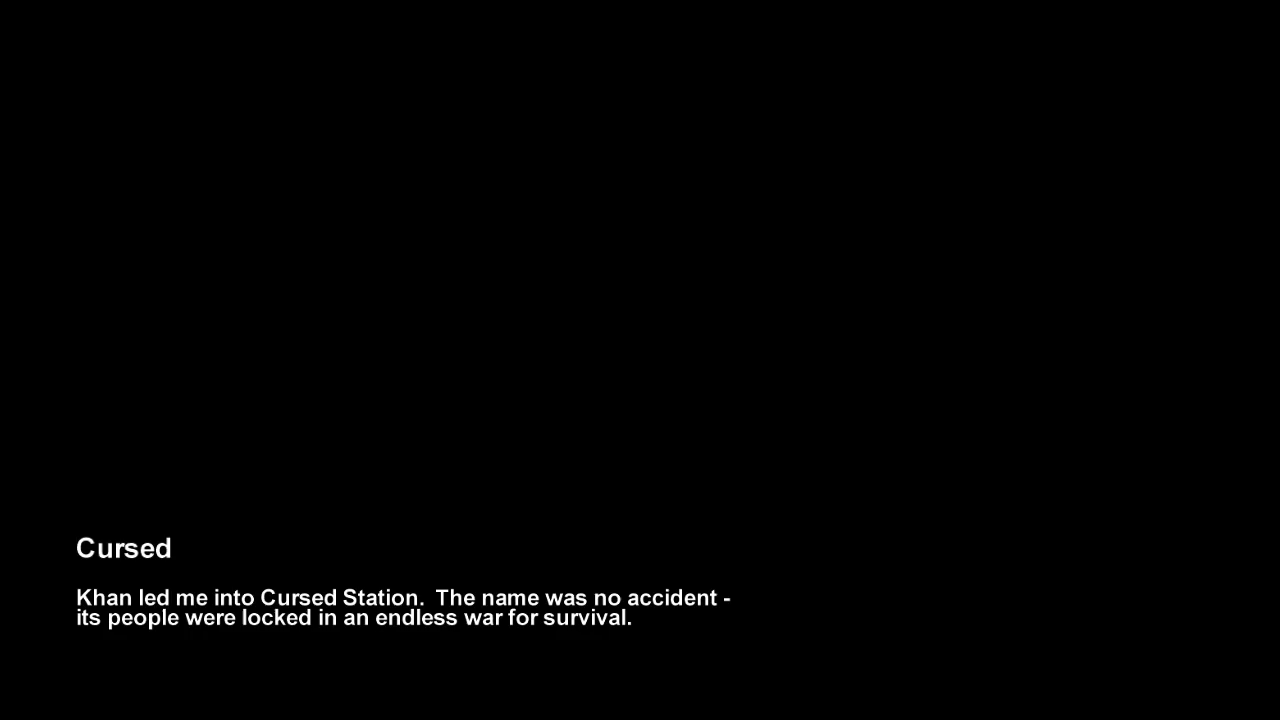 Cursed
Khan led me into Cursed Station.  The name was no accident -
its people were locked in an endless war for survival.